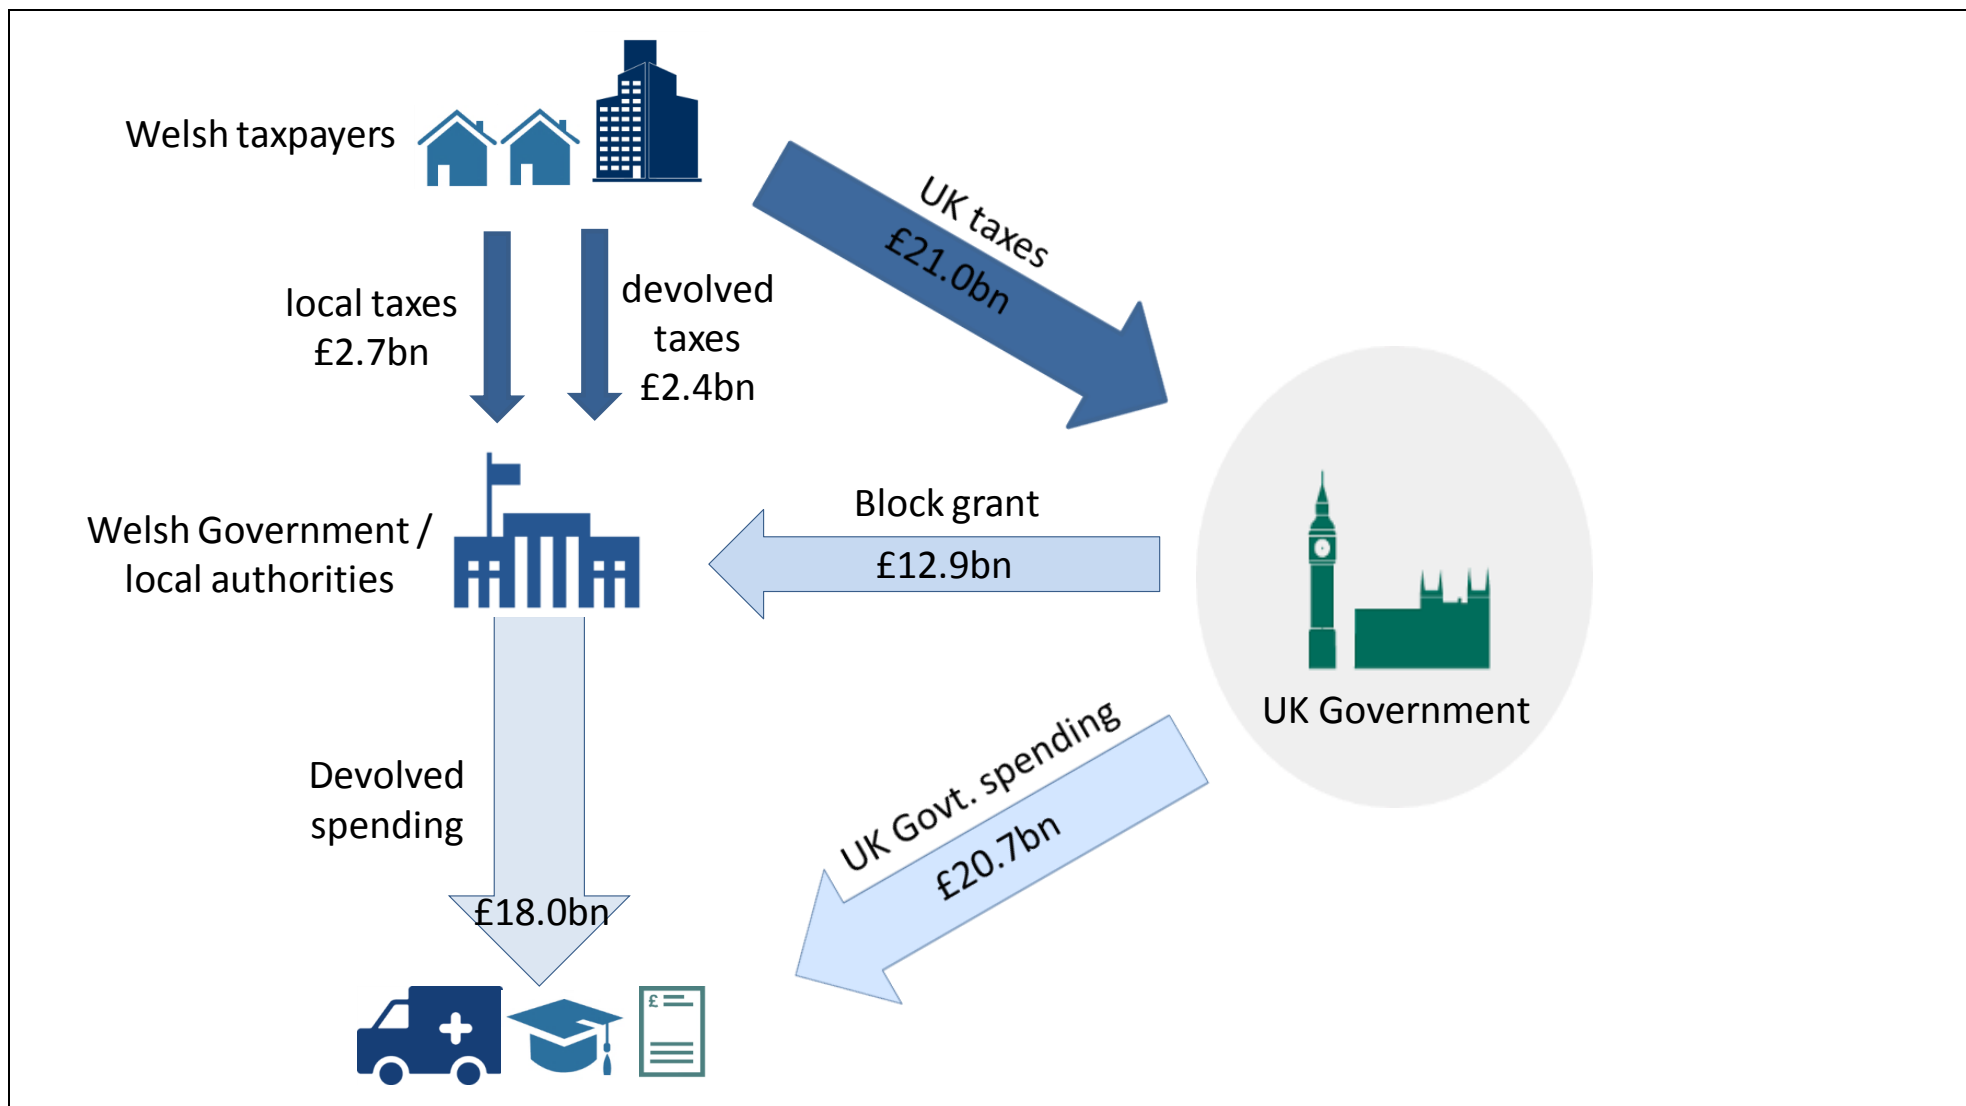 Welsh taxpayers
UK taxes
£21.0bn
local taxes
£2.7bn
devolved
taxes
£2.4bn
Welsh Government /
local authorities
Block grant
£12.9bn
UK Government
Devolved
spending
£18.0bn
UK Govt. spending
£20.7bn
£